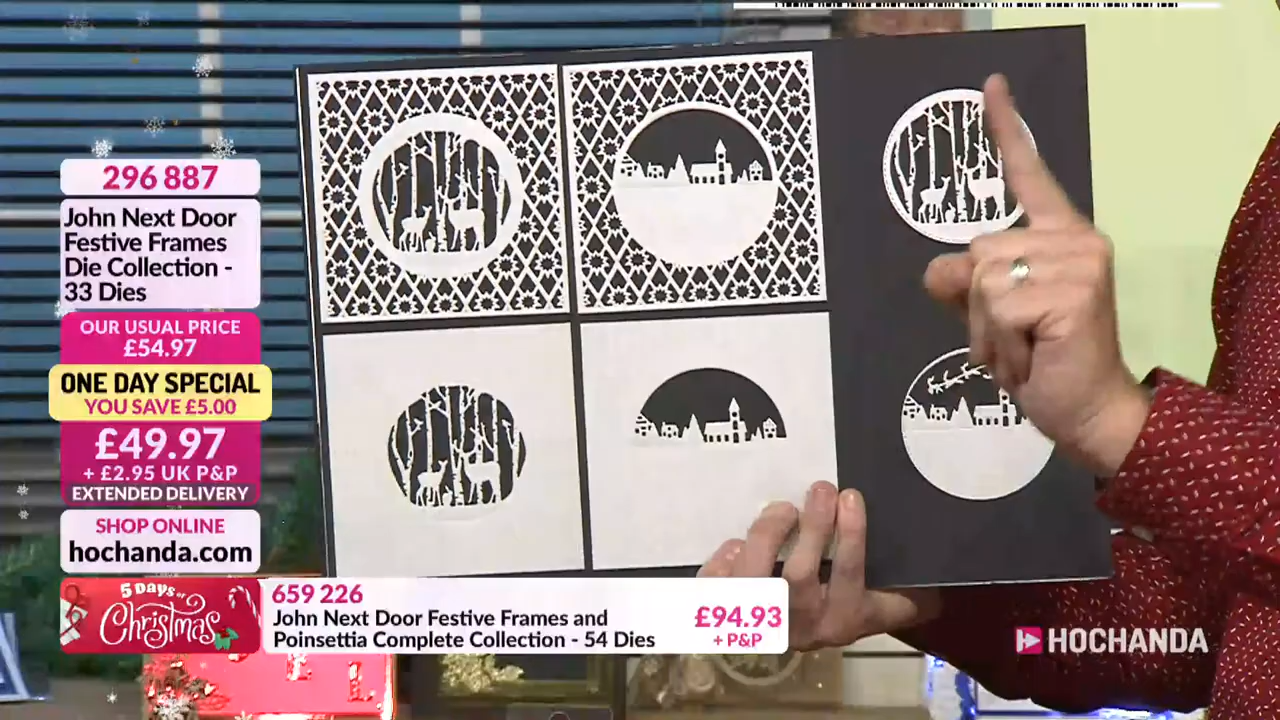 296 887
John Next Door
Festive Frames
Die Collection -
33 Dies
OUR USUAL PRICE
£54.97
ONE DAY SPECIAL
YOU SAVE £5.00
£49.97
+ £2.95 UK P&P
EXTENDED DELIVERY
SHOP ONLINE
hochanda.com
5 Days of
Christmas
659 226
John Next Door Festive Frames and
Poinsettia Complete Collection - 54 Dies
£94.93
+ P&P
HOCHANDA